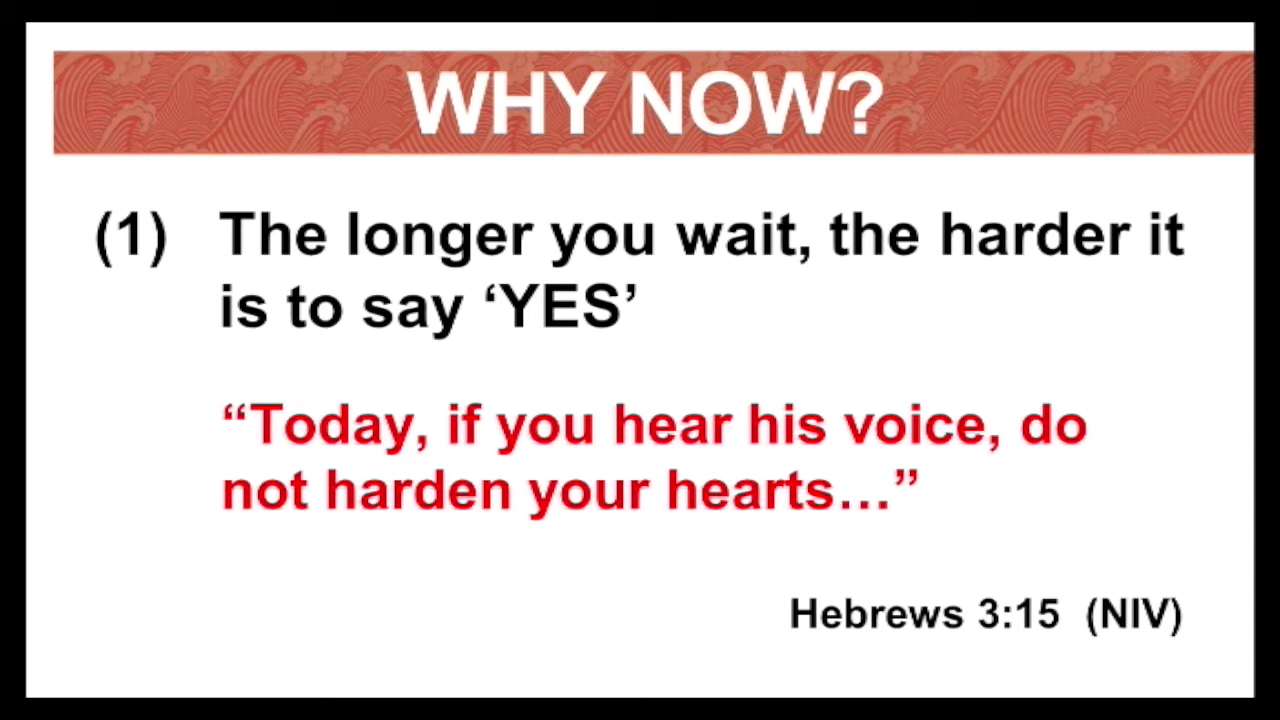 WHY NOW?
(1) The longer you wait, the harder it
is to say ‘YES’
“Today, if you hear his voice, do
not harden your hearts…”
Hebrews 3:15 (NIV)